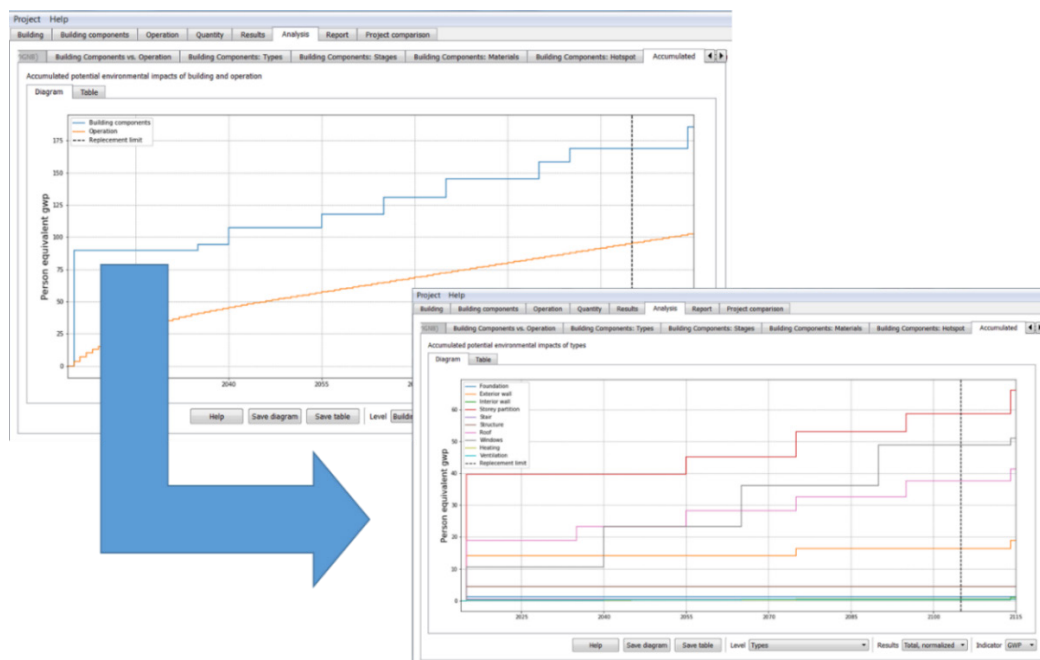 Project Help
Building Building components Operation Quantity Results Analysis Report Project comparison
Building Components vs. Operation Building Components: Types Building Components: Stages Building Components: Materials Building Components: Hotspot Accumulated
Accumulated potential environmental impacts of building and operation
Diagram Table
Building components
Operation
Replecement limit
Person equivalent gwp
175
150
125
100
75
50
25
0
2040 2055
Help Save diagram Save table Level Buildi
Project Help
Building Building components Operation Quantity Results Analysis Report Project comparison
Building Components vs. Operation Building Components: Types Building Components: Stages Building Components: Materials Building Components: Hotspot Accumulated
Accumulated potential environmental impacts of types
Diagram Table
Foundation
Exterior wall
Interior wall
Storey partition
Stair
Structure
Roof
Windows
Heating
Ventilation
Replacement limit
Person equivalent gwp
60
50
40
30
20
10
0
2025 2040 2055 2070 2085 2100 2115
Help Save diagram Save table Level Types Results Total, normalized Indicator GWP